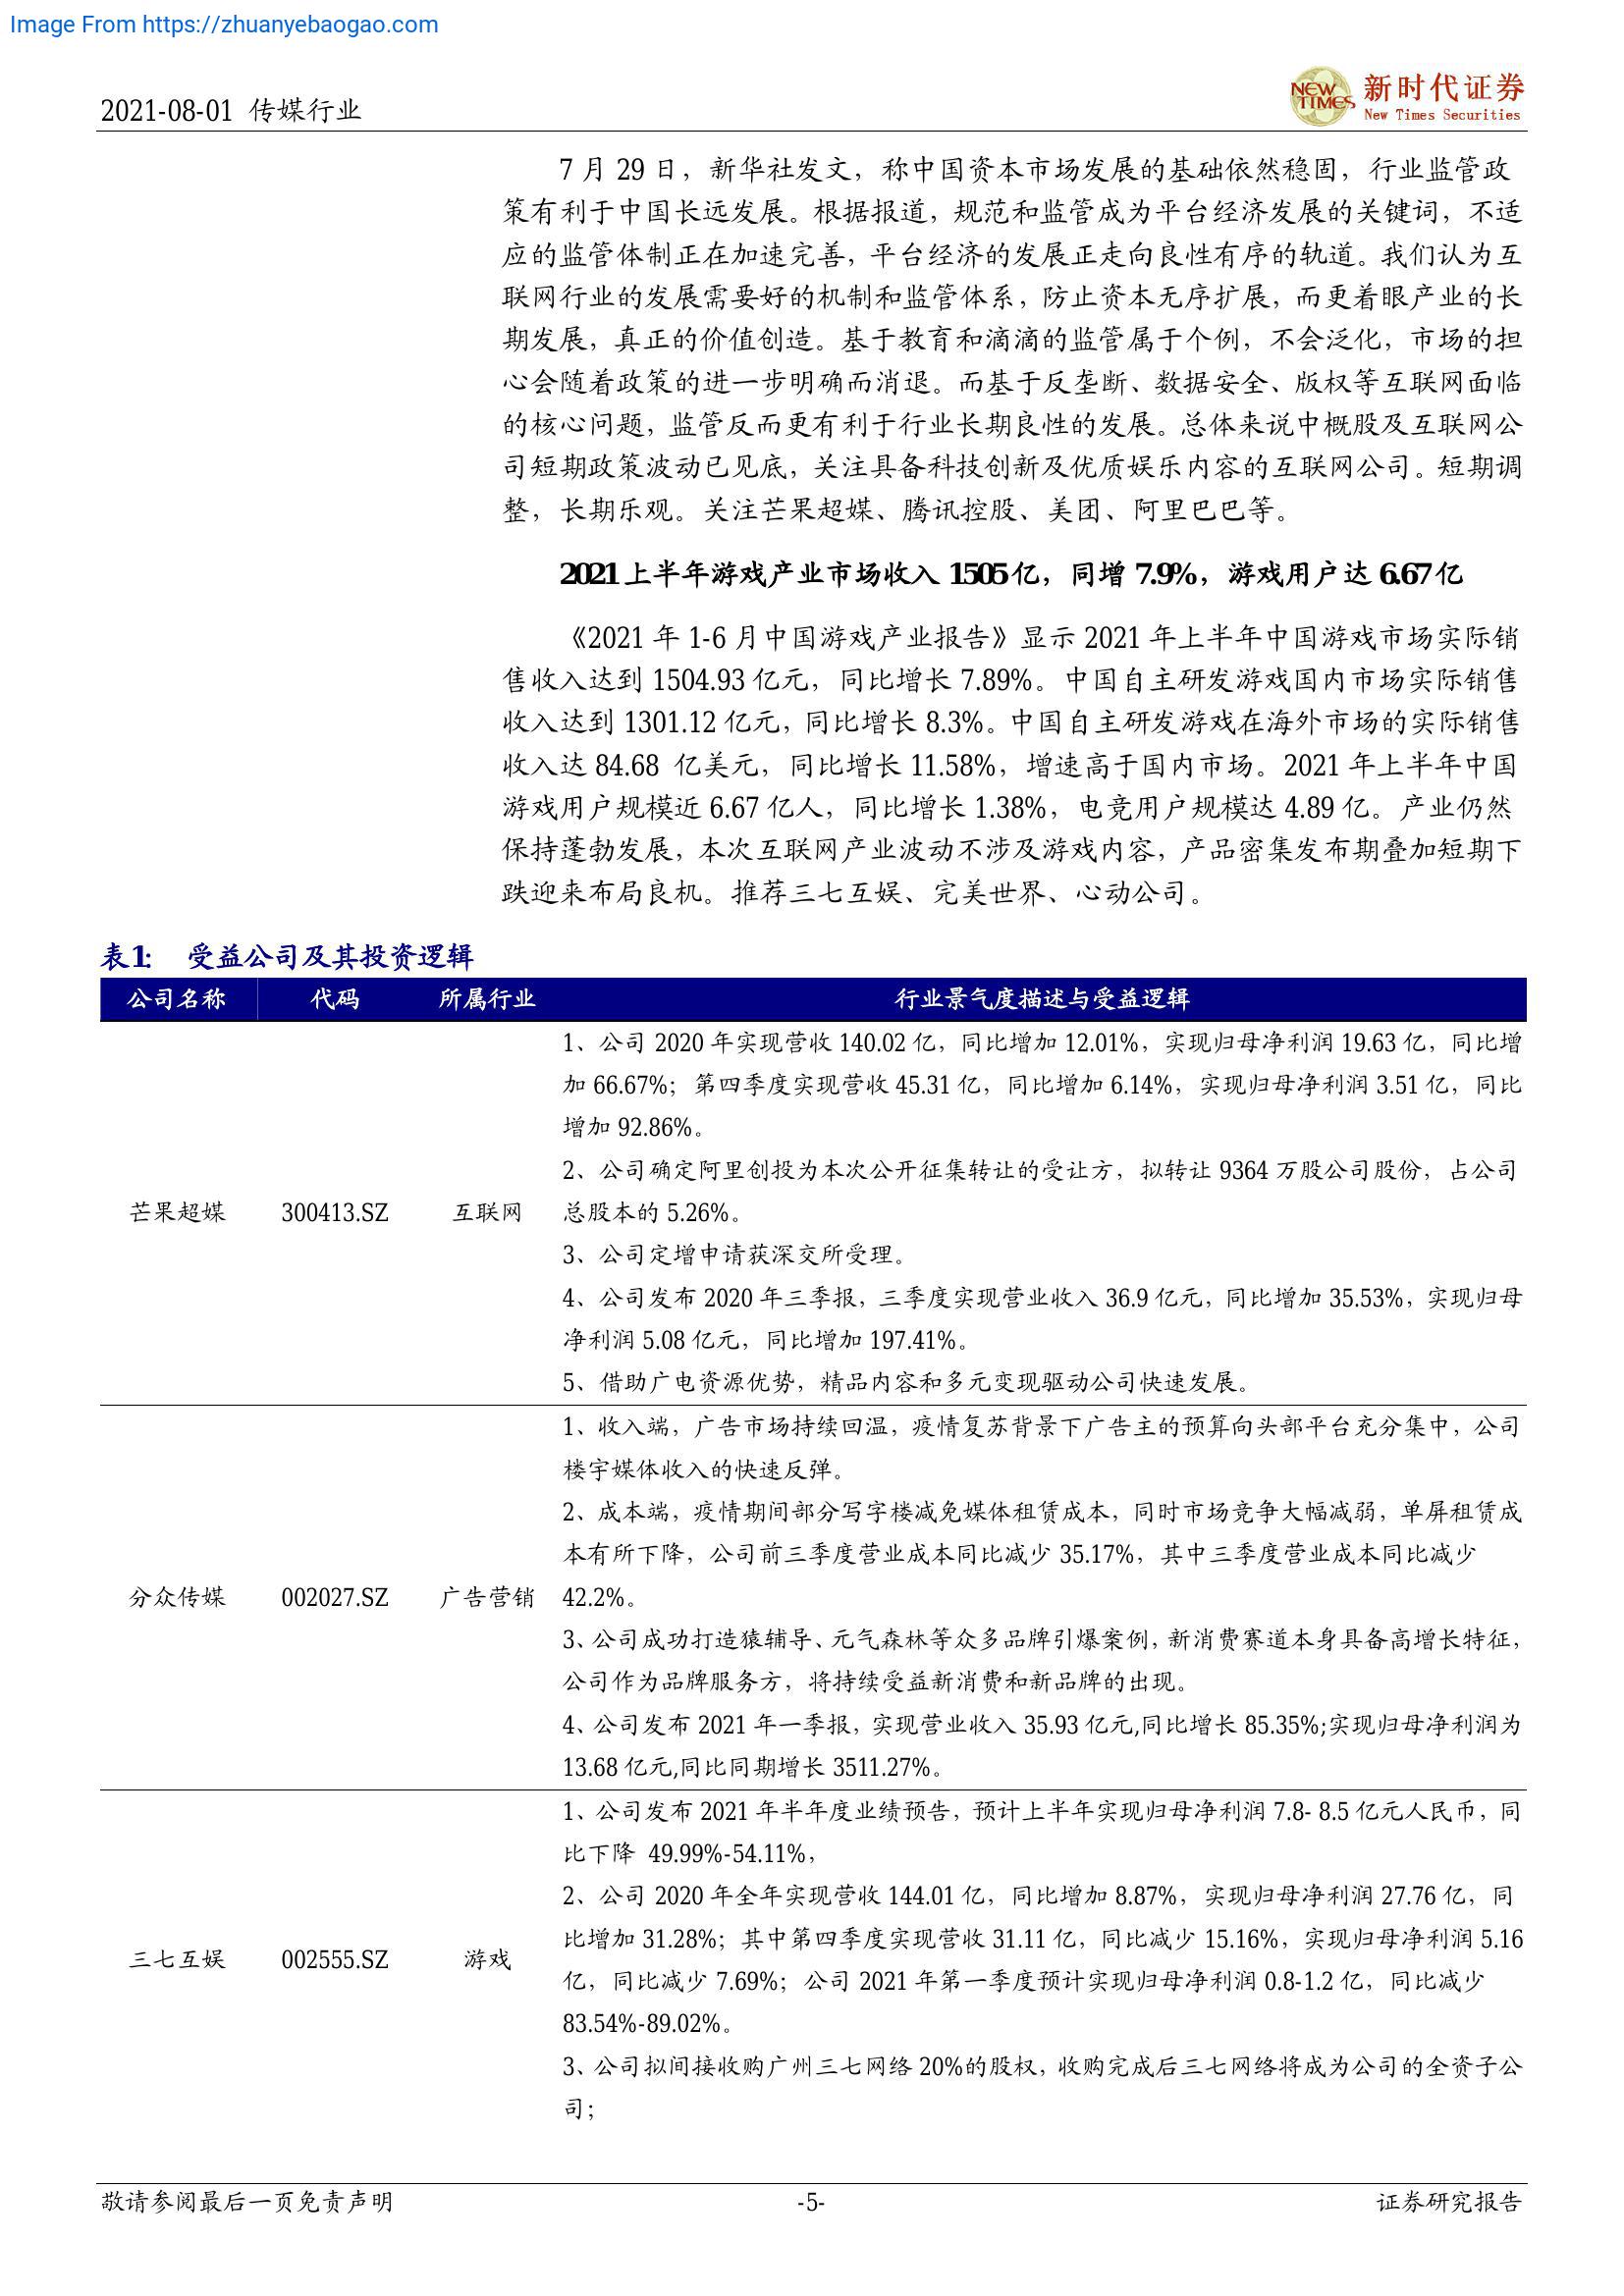 Image From https://zhuanyebaogao.com
2021-08-01 传媒行业
NEW TIMES
新时代证券
New Times Securities
7 月 29 日，新华社发文，称中国资本市场发展的基础依然稳固，行业监管政
策有利于中国长远发展。根据报道，规范和监管成为平台经济发展的关键词，不适
应的监管体制正在加速完善，平台经济的发展正走向良性有序的轨道。我们认为互
联网行业的发展需要好的机制和监管体系，防止资本无序扩展，而更着眼产业的长
期发展，真正的价值创造。基于教育和滴滴的监管属于个例，不会泛化，市场的担
心会随着政策的进一步明确而消退。而基于反垄断、数据安全、版权等互联网面临
的核心问题，监管反而更有利于行业长期良性的发展。总体来说中概股及互联网公
司短期政策波动已见底，关注具备科技创新及优质娱乐内容的互联网公司。短期调
整，长期乐观。关注芒果超媒、腾讯控股、美团、阿里巴巴等。
2021 上半年游戏产业市场收入 1505 亿，同增 7.9%，游戏用户达 6.67 亿
《2021 年 1-6 月中国游戏产业报告》显示 2021 年上半年中国游戏市场实际销
售收入达到 1504.93 亿元，同比增长 7.89%。中国自主研发游戏国内市场实际销售
收入达到 1301.12 亿元，同比增长 8.3%。中国自主研发游戏在海外市场的实际销售
收入达 84.68 亿美元，同比增长 11.58%，增速高于国内市场。2021 年上半年中国
游戏用户规模近 6.67 亿人，同比增长 1.38%，电竞用户规模达 4.89 亿。产业仍然
保持蓬勃发展，本次互联网产业波动不涉及游戏内容，产品密集发布期叠加短期下
跌迎来布局良机。推荐三七互娱、完美世界、心动公司。
表1: 受益公司及其投资逻辑
公司名称 代码 所属行业 行业景气度描述与受益逻辑
1、公司 2020 年实现营收 140.02 亿，同比增加 12.01%，实现归母净利润 19.63 亿，同比增
加 66.67%；第四季度实现营收 45.31 亿，同比增加 6.14%，实现归母净利润 3.51 亿，同比
增加 92.86%。
2、公司确定阿里创投为本次公开征集转让的受让方，拟转让 9364 万股公司股份，占公司
芒果超媒 300413.SZ 互联网 总股本的 5.26%。
3、公司定增申请获深交所受理。
4、公司发布 2020 年三季报，三季度实现营业收入 36.9 亿元，同比增加 35.53%，实现归母
净利润 5.08 亿元，同比增加 197.41%。
5、借助广电资源优势，精品内容和多元变现驱动公司快速发展。
1、收入端，广告市场持续回温，疫情复苏背景下广告主的预算向头部平台充分集中，公司
楼宇媒体收入的快速反弹。
2、成本端，疫情期间部分写字楼减免媒体租赁成本，同时市场竞争大幅减弱，单屏租赁成
本有所下降，公司前三季度营业成本同比减少 35.17%，其中三季度营业成本同比减少
分众传媒 002027.SZ 广告营销 42.2%。
3、公司成功打造猿辅导、元气森林等众多品牌引爆案例，新消费赛道本身具备高增长特征，
公司作为品牌服务方，将持续受益新消费和新品牌的出现。
4、公司发布 2021 年一季报，实现营业收入 35.93 亿元,同比增长 85.35%;实现归母净利润为
13.68 亿元,同比同期增长 3511.27%。
1、公司发布 2021 年半年度业绩预告，预计上半年实现归母净利润 7.8- 8.5 亿元人民币，同
比下降 49.99%-54.11%，
2、公司 2020 年全年实现营收 144.01 亿，同比增加 8.87%，实现归母净利润 27.76 亿，同
比增加 31.28%；其中第四季度实现营收 31.11 亿，同比减少 15.16%，实现归母净利润 5.16
三七互娱 002555.SZ 游戏
亿，同比减少 7.69%；公司 2021 年第一季度预计实现归母净利润 0.8-1.2 亿，同比减少
83.54%-89.02%。
3、公司拟间接收购广州三七网络 20%的股权，收购完成后三七网络将成为公司的全资子公
司；
敬请参阅最后一页免责声明 -5- 证券研究报告